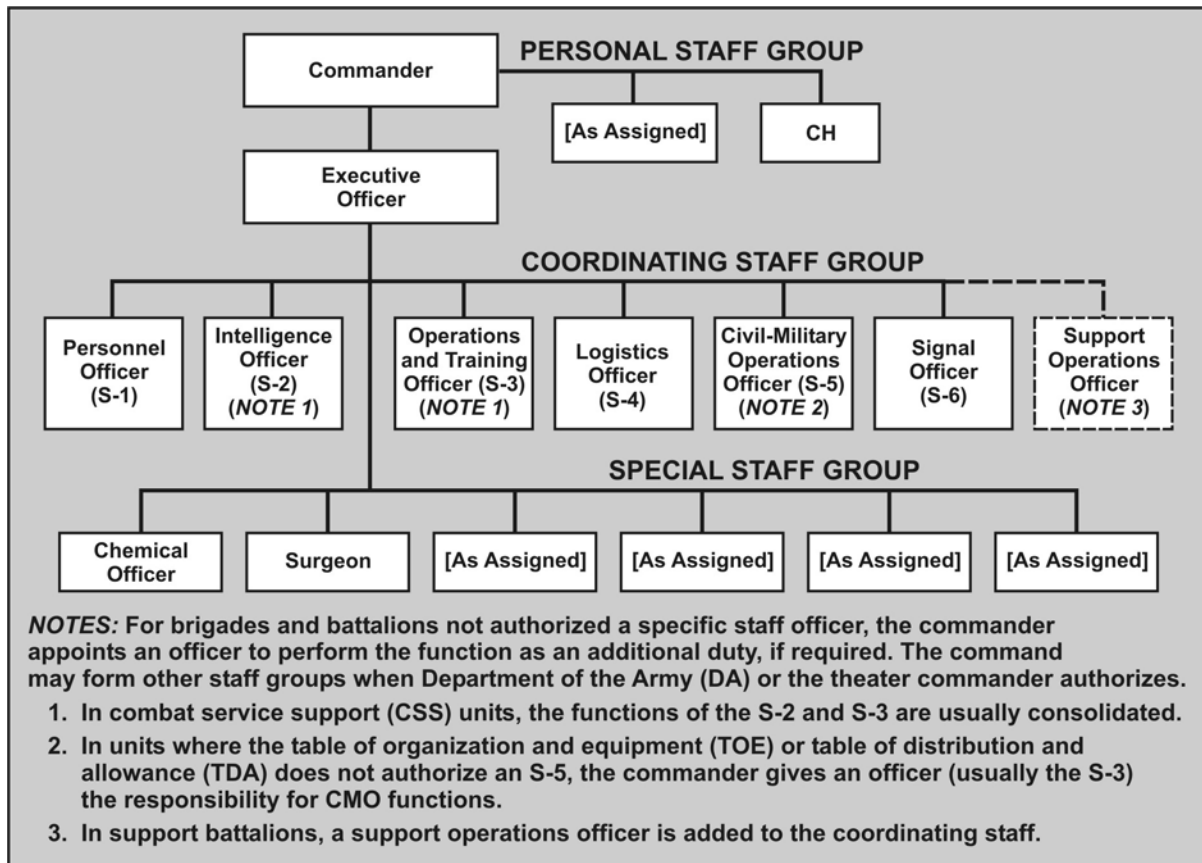 PERSONAL STAFF GROUP
Commander
[As Assigned]
CH
Executive
Officer
COORDINATING STAFF GROUP
Personnel
Officer
(S-1)
Intelligence
Officer
(S-2)
(NOTE 1)
Operations
and Training
Officer (S-3)
(NOTE 1)
Logistics
Officer
(S-4)
Civil-Military
Operations
Officer (S-5)
(NOTE 2)
Signal
Officer
(S-6)
Support
Operations
Officer
(NOTE 3)
SPECIAL STAFF GROUP
Chemical
Officer
Surgeon
[As Assigned]
[As Assigned]
[As Assigned]
[As Assigned]
NOTES: For brigades and battalions not authorized a specific staff officer, the commander
appoints an officer to perform the function as an additional duty, if required. The command
may form other staff groups when Department of the Army (DA) or the theater commander authorizes.
1. In combat service support (CSS) units, the functions of the S-2 and S-3 are usually consolidated.
2. In units where the table of organization and equipment (TOE) or table of distribution and
allowance (TDA) does not authorize an S-5, the commander gives an officer (usually the S-3)
the responsibility for CMO functions.
3. In support battalions, a support operations officer is added to the coordinating staff.